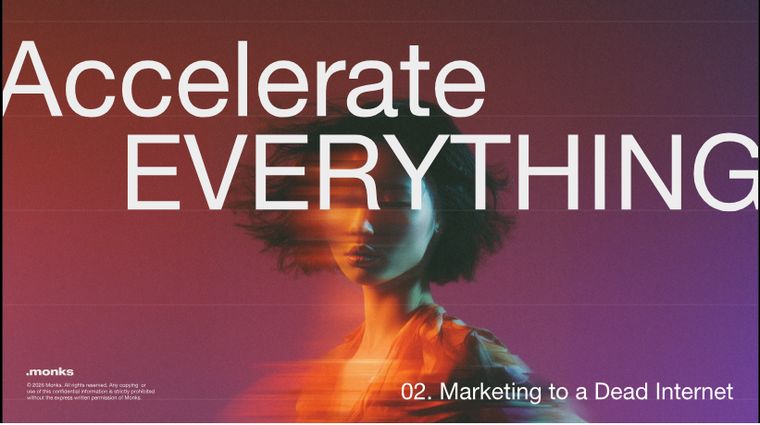 Accelerate
EVERYTHING
.monks
© 2026 Monks. All rights reserved. Any copying or
use of this confidential information is strictly prohibited
without the express written permission of Monks.
02. Marketing to a Dead Internet